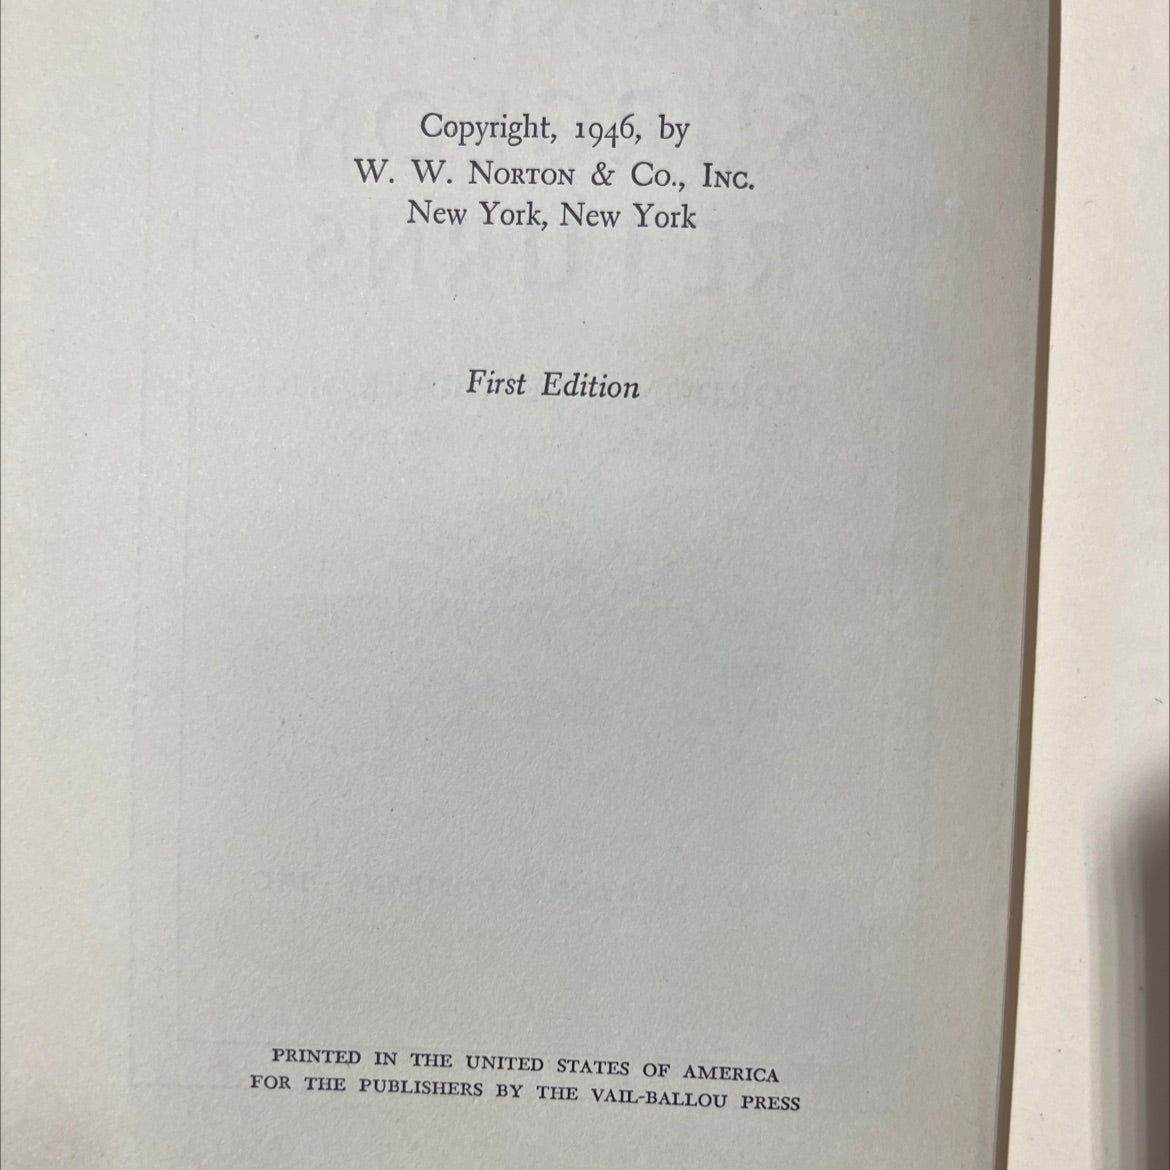 Copyright, 1946, by
W. W. NORTON & CO., INC.
New York, New York
First Edition
PRINTED IN THE UNITED STATES OF AMERICA
FOR THE PUBLISHERS BY THE VAIL-BALLOU PRESS